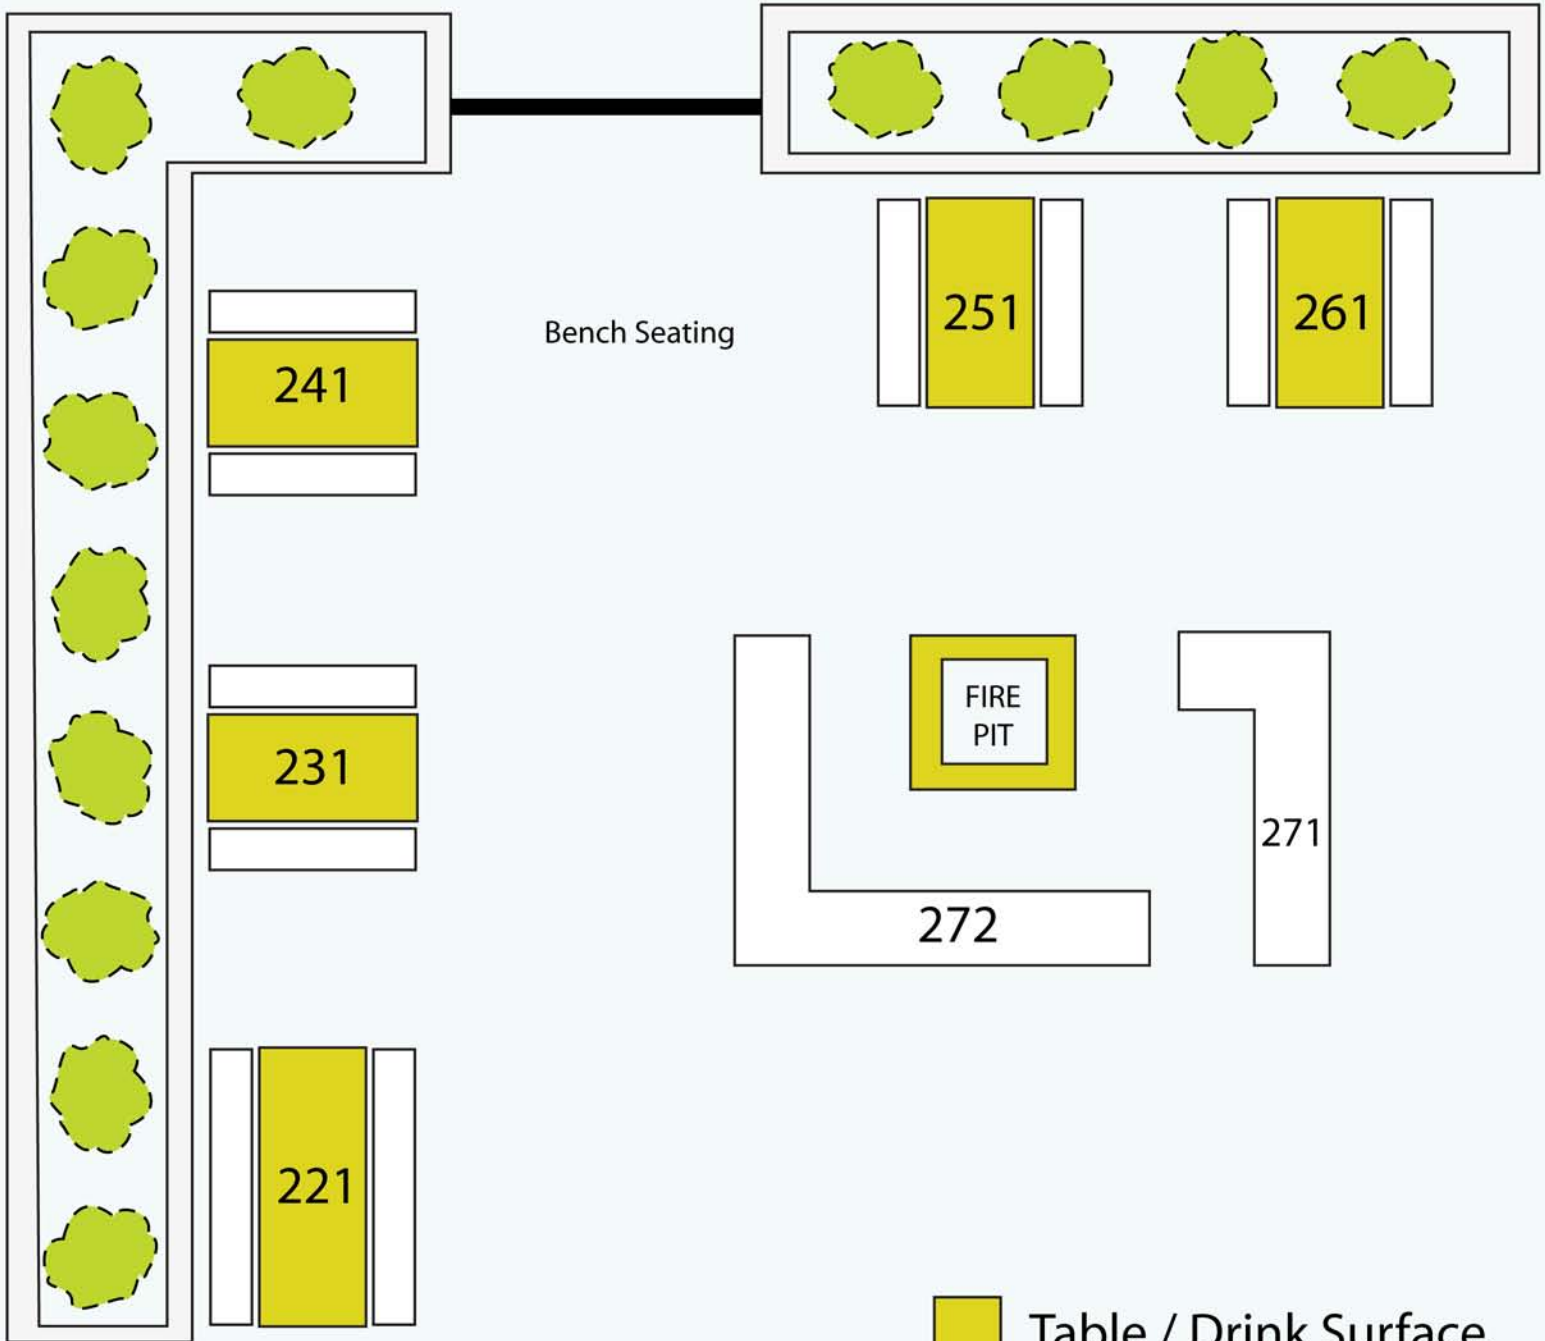 251
261
Bench Seating
241
FIRE
PIT
231
271
272
221
Table / Drink Surface